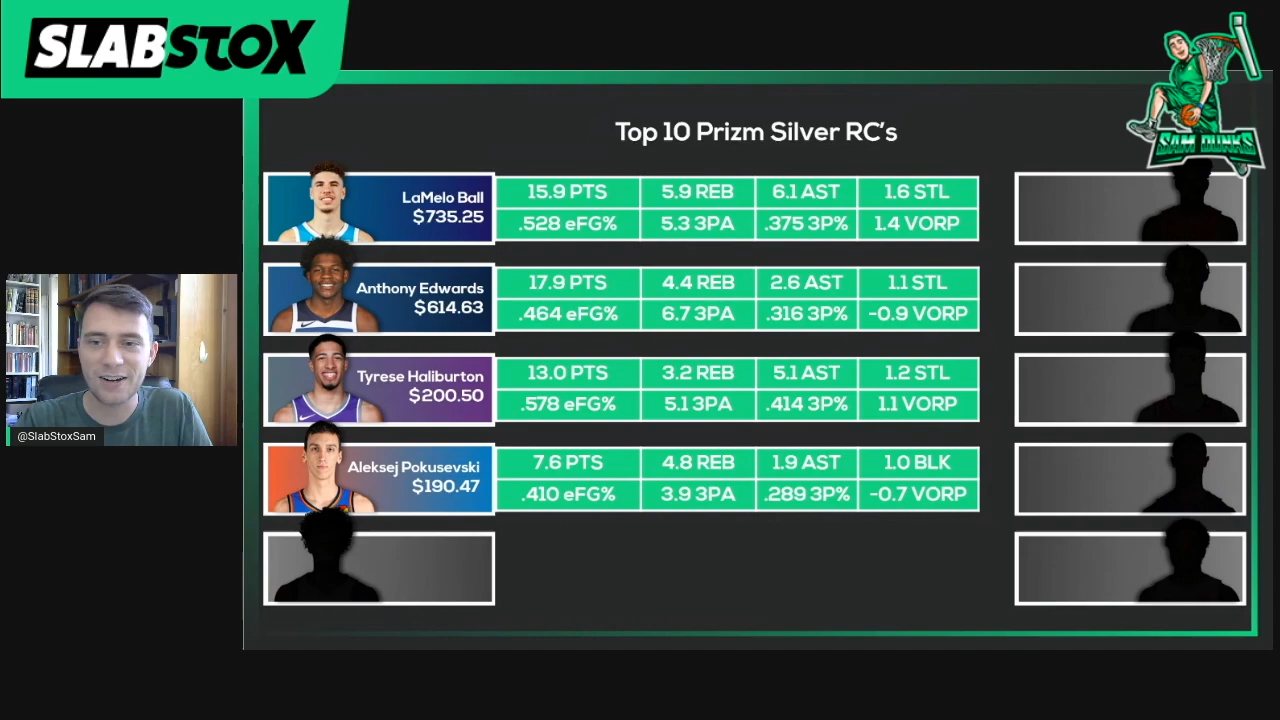 SLABSTOX
SAM DUNKS
Top 10 Prizm Silver RC's
LaMelo Ball
$735.25
15.9 PTS 5.9 REB 6.1 AST 1.6 STL
.528 eFG% 5.3 3PA .375 3P% 1.4 VORP
Anthony Edwards
$614.63
17.9 PTS 4.4 REB 2.6 AST 1.1 STL
.464 eFG% 6.7 3PA .316 3P% -0.9 VORP
Tyrese Haliburton
$200.50
13.0 PTS 3.2 REB 5.1 AST 1.2 STL
.578 eFG% 5.1 3PA .414 3P% 1.1 VORP
Aleksej Pokusevski
$190.47
7.6 PTS 4.8 REB 1.9 AST 1.0 BLK
.410 eFG% 3.9 3PA .289 3P% -0.7 VORP
@SlabStoxSam